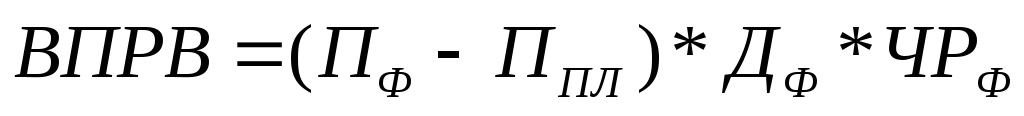 ВПРВ = (П_Ф - П_ПЛ) * Д_Ф * ЧР_Ф